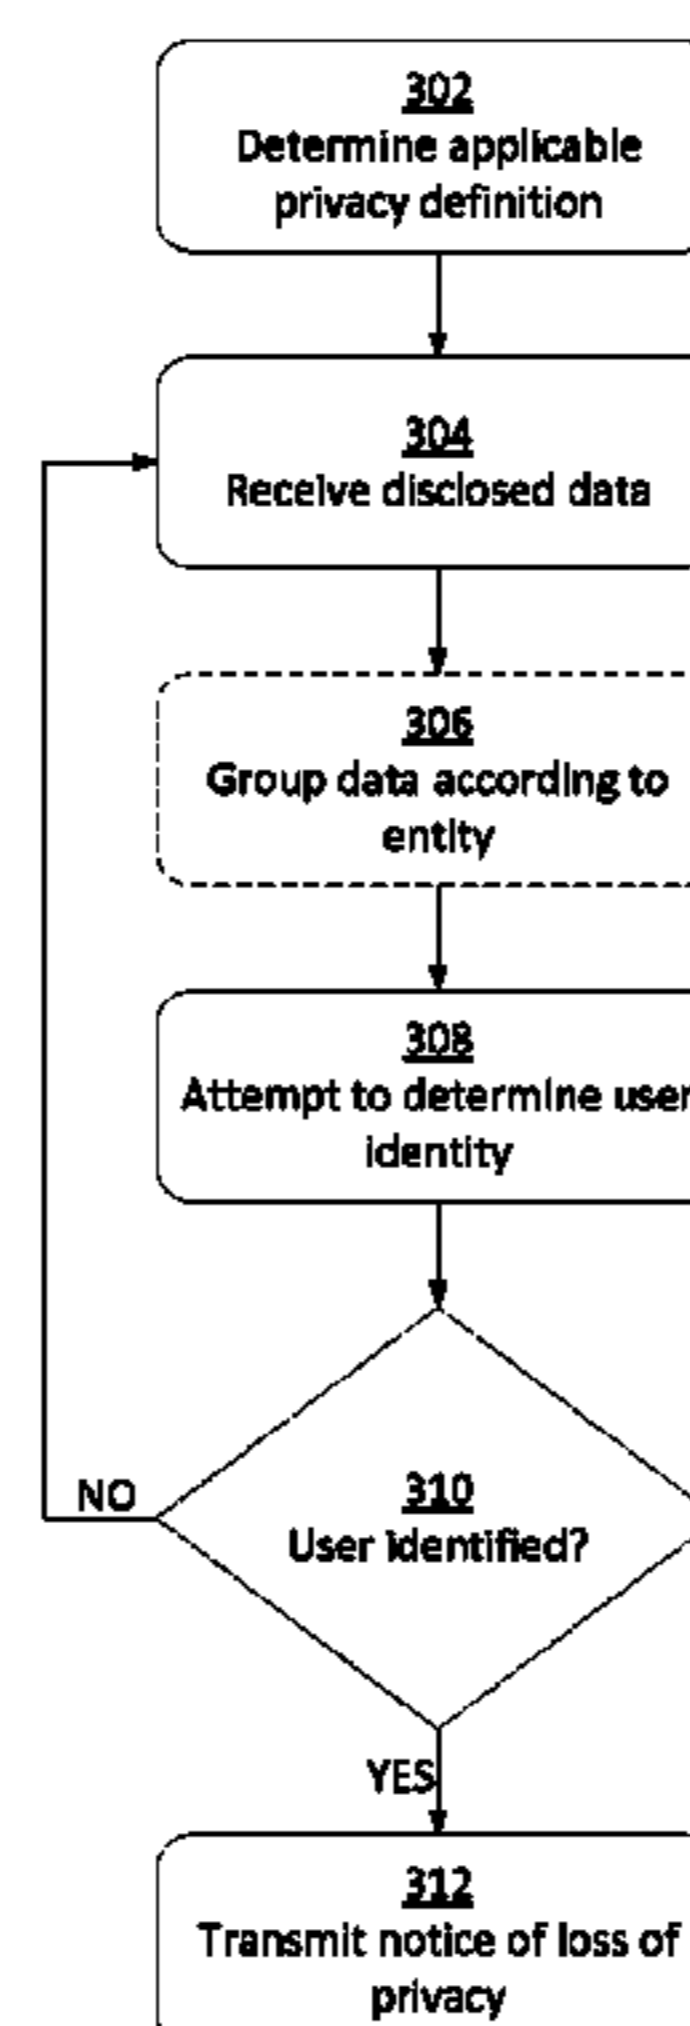 302
Determine applicable
privacy definition
304
Receive disclosed data
306
Group data according to
entity
308
Attempt to determine user
identity
310
User identified?
NO
YES
312
Transmit notice of loss of
privacy